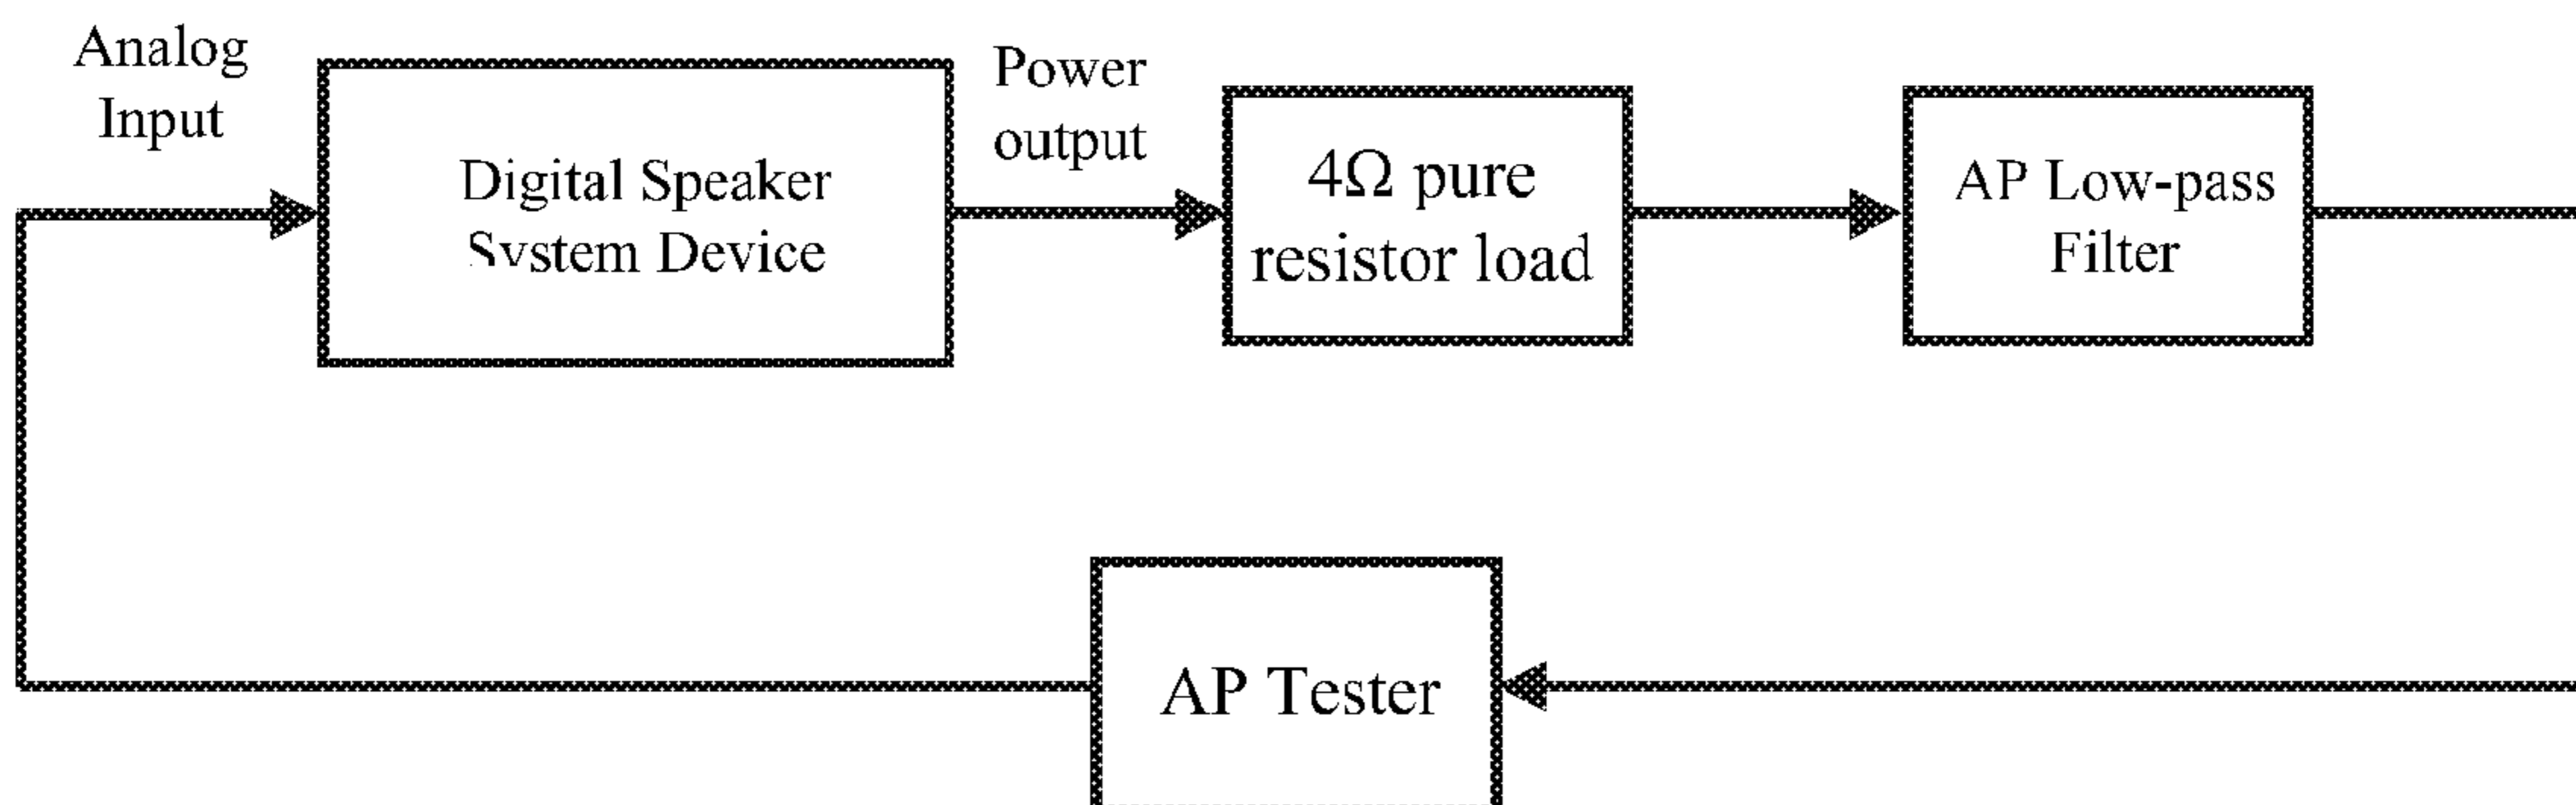 Analog
Input
Digital Speaker
System Device
Power
output
4Ω pure
resistor load
AP Low-pass
Filter
AP Tester